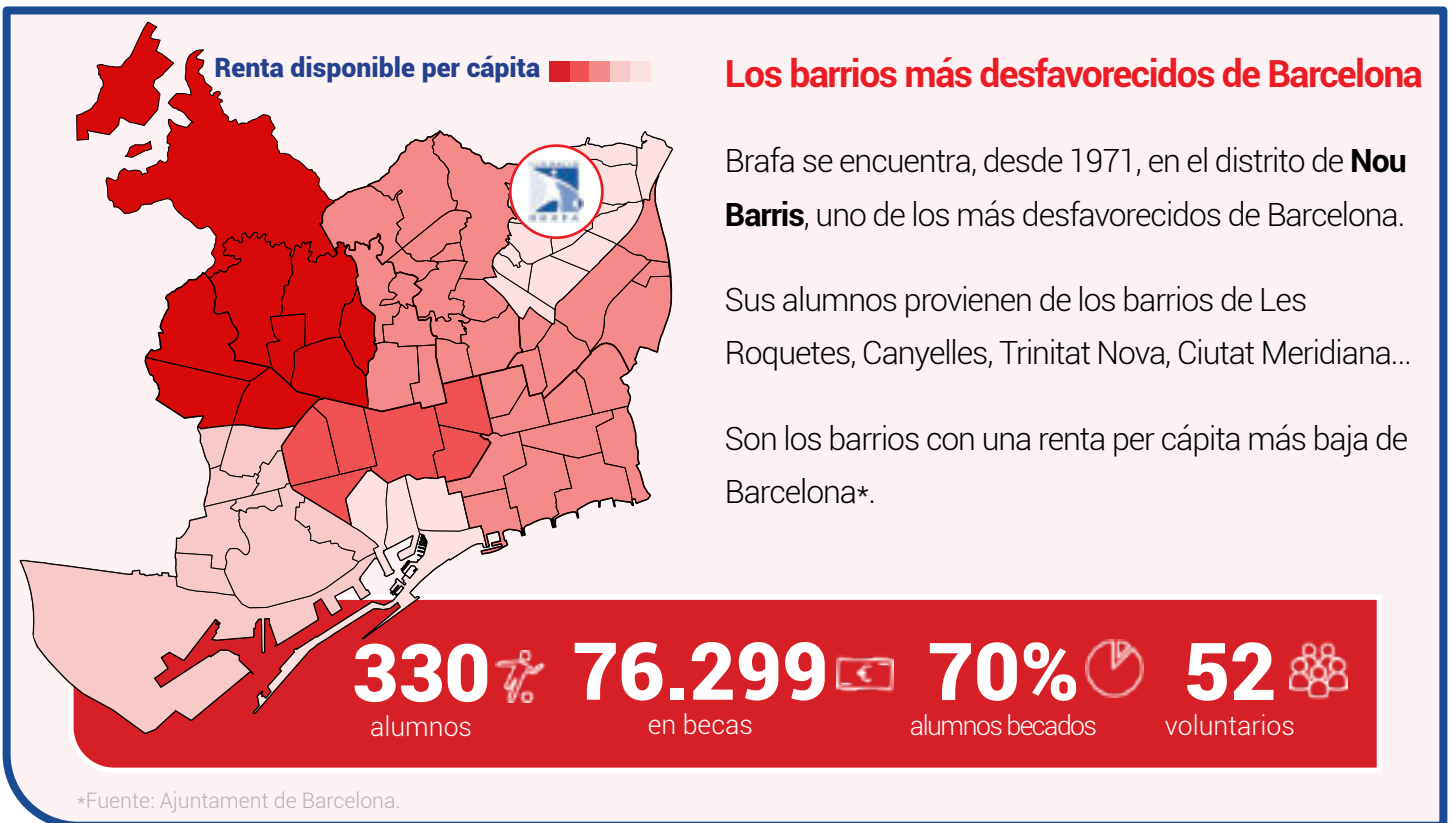 Renta disponible per cápita
Los barrios más desfavorecidos de Barcelona
Brafa se encuentra, desde 1971, en el distrito de Nou
Barris, uno de los más desfavorecidos de Barcelona.
Sus alumnos provienen de los barrios de Les
Roquetes, Canyelles, Trinitat Nova, Ciutat Meridiana...
Son los barrios con una renta per cápita más baja de
Barcelona*.
BRAFA
330
alumnos
76.299 €
en becas
70%
alumnos becados
52
voluntarios
*Fuente: Ajuntament de Barcelona.